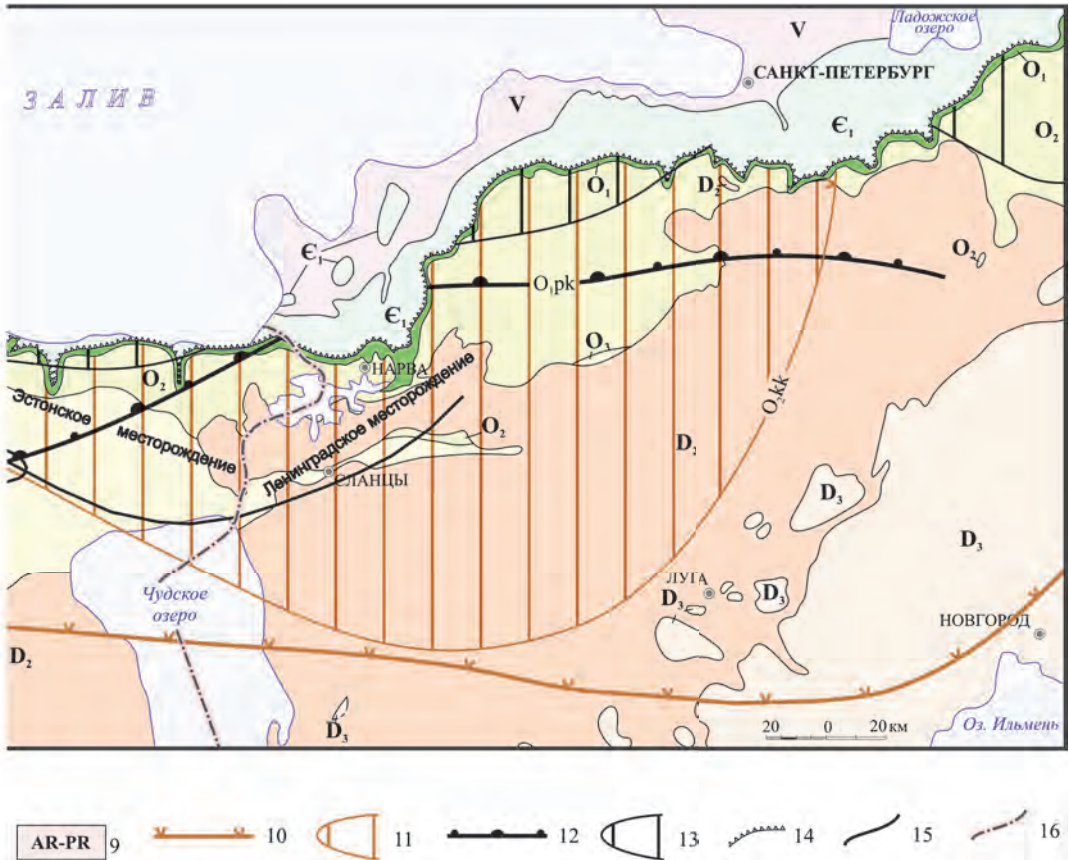 Ладожское
озеро
V
САНКТ-ПЕТЕРБУРГ
O₁
ЗАЛИВ
V
Є₁
O₂
O₁
D₂
Є₁
O₂
O₁pk
Є₁
O₃
O₂
НАРВА
O₂kk
Эстонское
месторождение
Ленинградское месторождение
O₂
D₂
СЛАНЦЫ
D₃
D₃
Чудское
озеро
ЛУГА
D₃
D₃
НОВГОРОД
D₂
D₃
20 0 20 км
Оз. Ильмень
AR-PR 9 10 11 12 13 14 15 16